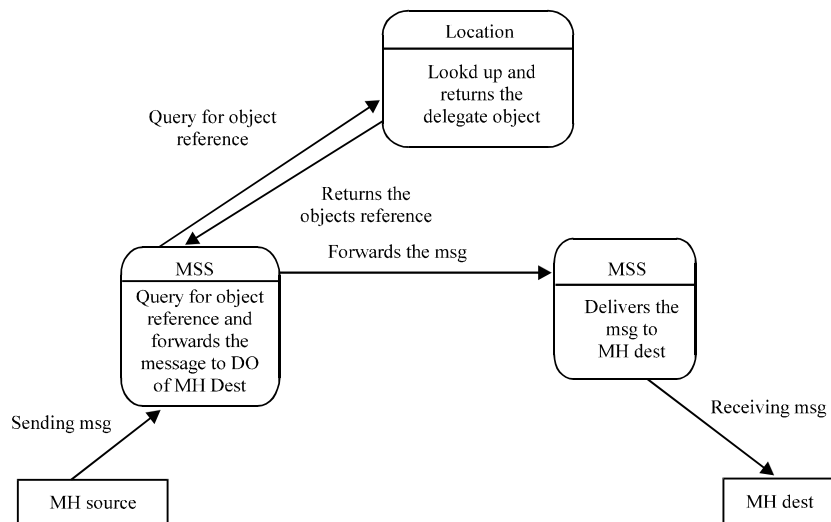 Location
Lookd up and
returns the
delegate object
Query for object
reference
Returns the
objects reference
Forwards the msg
MSS
Query for object
reference and
forwards the
message to DO
of MH Dest
MSS
Delivers the
msg to
MH dest
Sending msg
Receiving msg
MH source
MH dest